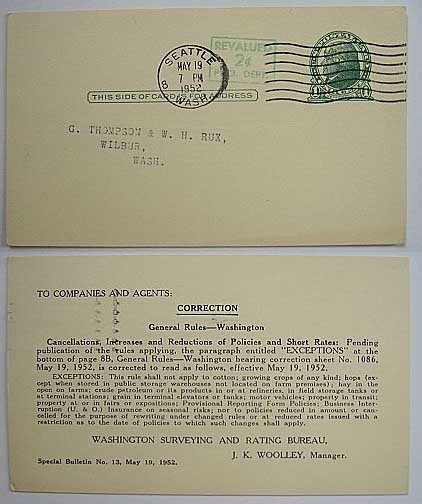 SEATTLE
MAY 19
7 PM
1952
8
WASH.
REVALUED
2¢
P.O. DEPT.
THIS SIDE OF CARD IS FOR ADDRESS
G. THOMPSON & W. H. RUX,
WILBUR,
WASH.
TO COMPANIES AND AGENTS:
CORRECTION
General Rules—Washington
Cancellations, Increases and Reductions of Policies and Short Rates: Pending
publication of the rules applying, the paragraph entitled "EXCEPTIONS" at the
bottom of page 8B, General Rules—Washington bearing correction sheet No. 1086,
May 19, 1952, is corrected to read as follows, effective May 19, 1952.
EXCEPTIONS: This rule shall not apply to cotton; growing crops of any kind; hops (ex-
cept when stored in public storage warehouses not located on farm premises); hay in the
open on farms; crude petroleum or its products in or at refineries, in field storage tanks or
at terminal stations; grain in terminal elevators or tanks; motor vehicles; property in transit;
property at or in fairs or expositions; Provisional Reporting Form Policies; Business Inter-
ruption (U. & O.) Insurance on seasonal risks; nor to policies reduced in amount or can-
celled for the purpose of rewriting under changed rules or at reduced rates issued with a
restriction as to the date of policies to which such changes shall apply.
WASHINGTON SURVEYING AND RATING BUREAU,
J. K. WOOLLEY, Manager.
Special Bulletin No. 13, May 19, 1952.